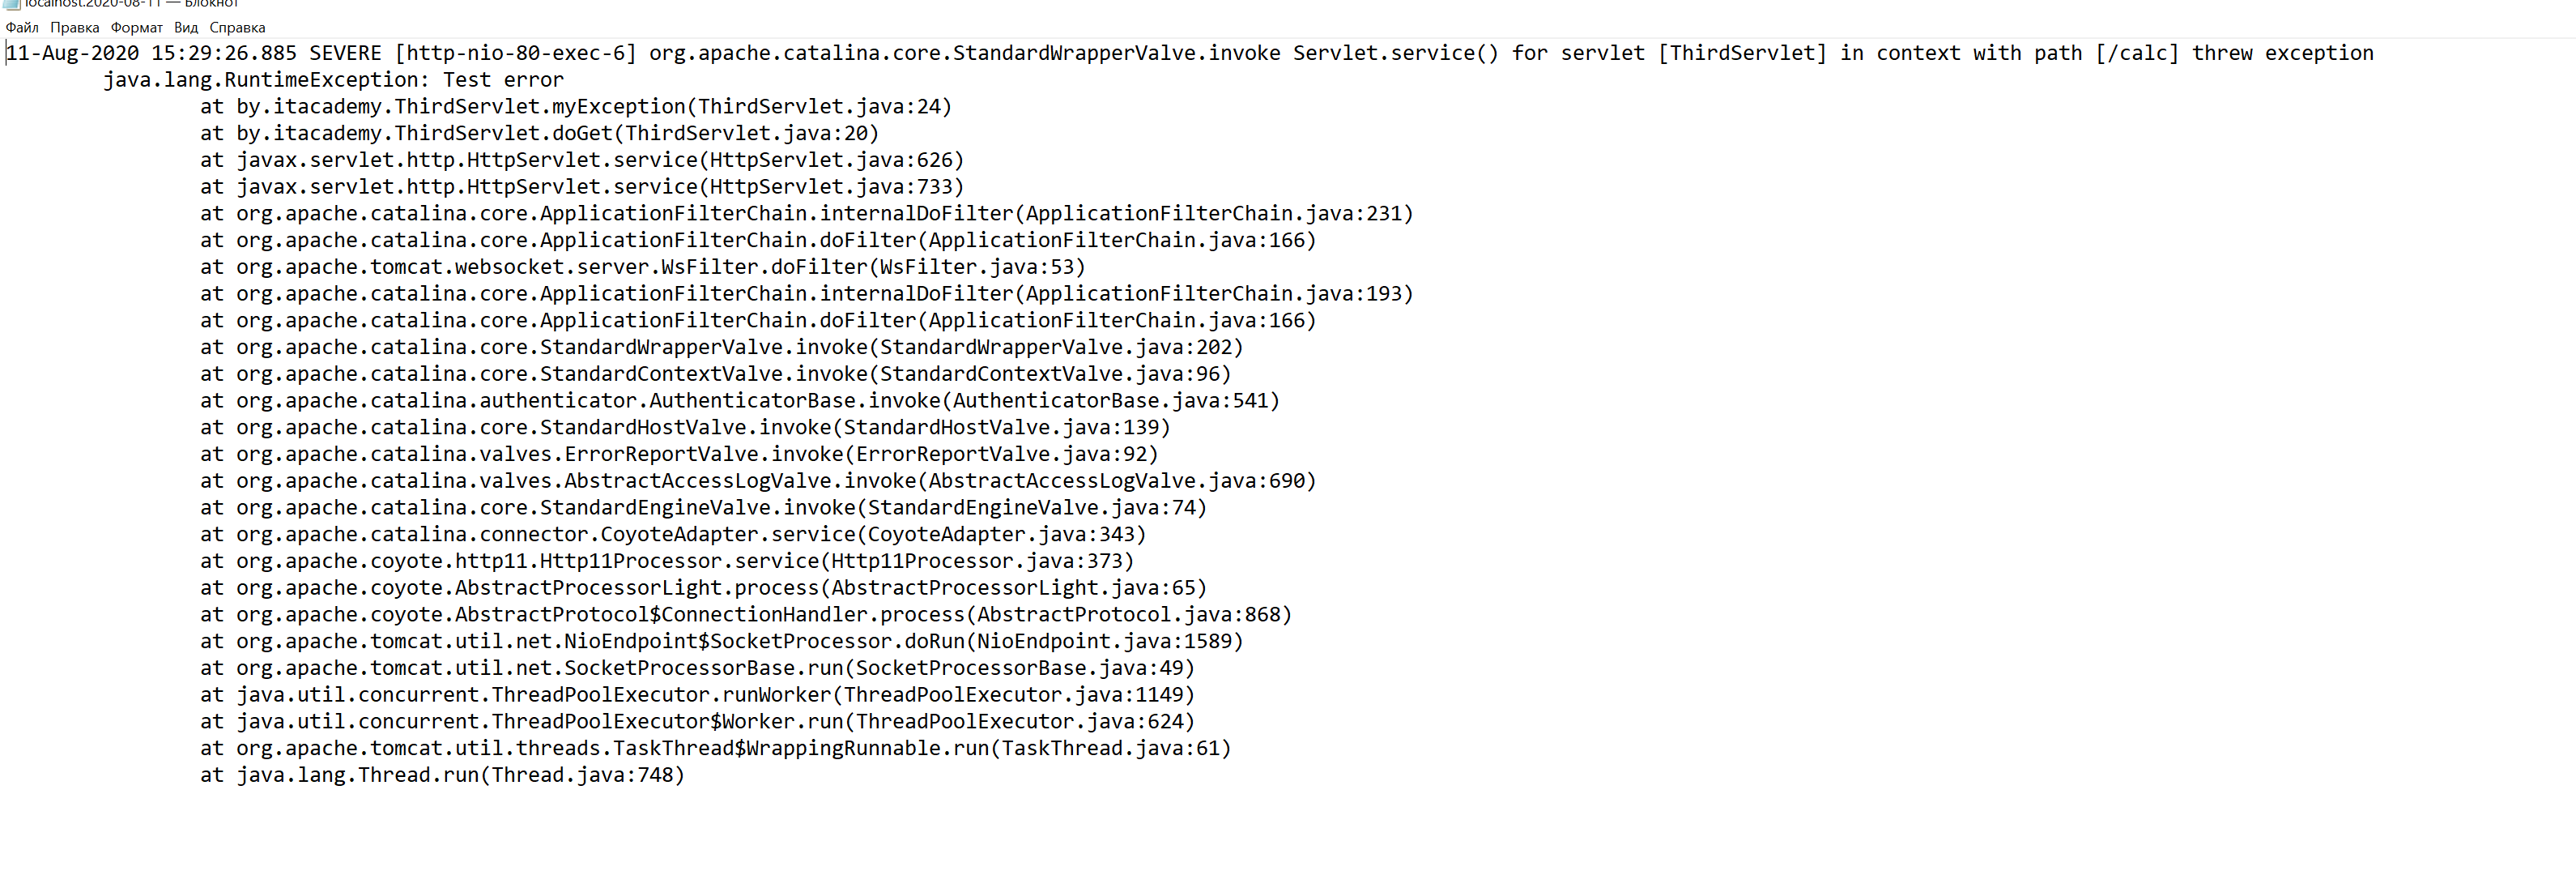 localhost.2020-08-11 — Блокнот
Файл Правка Формат Вид Справка
11-Aug-2020 15:29:26.885 SEVERE [http-nio-80-exec-6] org.apache.catalina.core.StandardWrapperValve.invoke Servlet.service() for servlet [ThirdServlet] in context with path [/calc] threw exception
java.lang.RuntimeException: Test error
at by.itacademy.ThirdServlet.myException(ThirdServlet.java:24)
at by.itacademy.ThirdServlet.doGet(ThirdServlet.java:20)
at javax.servlet.http.HttpServlet.service(HttpServlet.java:626)
at javax.servlet.http.HttpServlet.service(HttpServlet.java:733)
at org.apache.catalina.core.ApplicationFilterChain.internalDoFilter(ApplicationFilterChain.java:231)
at org.apache.catalina.core.ApplicationFilterChain.doFilter(ApplicationFilterChain.java:166)
at org.apache.tomcat.websocket.server.WsFilter.doFilter(WsFilter.java:53)
at org.apache.catalina.core.ApplicationFilterChain.internalDoFilter(ApplicationFilterChain.java:193)
at org.apache.catalina.core.ApplicationFilterChain.doFilter(ApplicationFilterChain.java:166)
at org.apache.catalina.core.StandardWrapperValve.invoke(StandardWrapperValve.java:202)
at org.apache.catalina.core.StandardContextValve.invoke(StandardContextValve.java:96)
at org.apache.catalina.authenticator.AuthenticatorBase.invoke(AuthenticatorBase.java:541)
at org.apache.catalina.core.StandardHostValve.invoke(StandardHostValve.java:139)
at org.apache.catalina.valves.ErrorReportValve.invoke(ErrorReportValve.java:92)
at org.apache.catalina.valves.AbstractAccessLogValve.invoke(AbstractAccessLogValve.java:690)
at org.apache.catalina.core.StandardEngineValve.invoke(StandardEngineValve.java:74)
at org.apache.catalina.connector.CoyoteAdapter.service(CoyoteAdapter.java:343)
at org.apache.coyote.http11.Http11Processor.service(Http11Processor.java:373)
at org.apache.coyote.AbstractProcessorLight.process(AbstractProcessorLight.java:65)
at org.apache.coyote.AbstractProtocol$ConnectionHandler.process(AbstractProtocol.java:868)
at org.apache.tomcat.util.net.NioEndpoint$SocketProcessor.doRun(NioEndpoint.java:1589)
at org.apache.tomcat.util.net.SocketProcessorBase.run(SocketProcessorBase.java:49)
at java.util.concurrent.ThreadPoolExecutor.runWorker(ThreadPoolExecutor.java:1149)
at java.util.concurrent.ThreadPoolExecutor$Worker.run(ThreadPoolExecutor.java:624)
at org.apache.tomcat.util.threads.TaskThread$WrappingRunnable.run(TaskThread.java:61)
at java.lang.Thread.run(Thread.java:748)